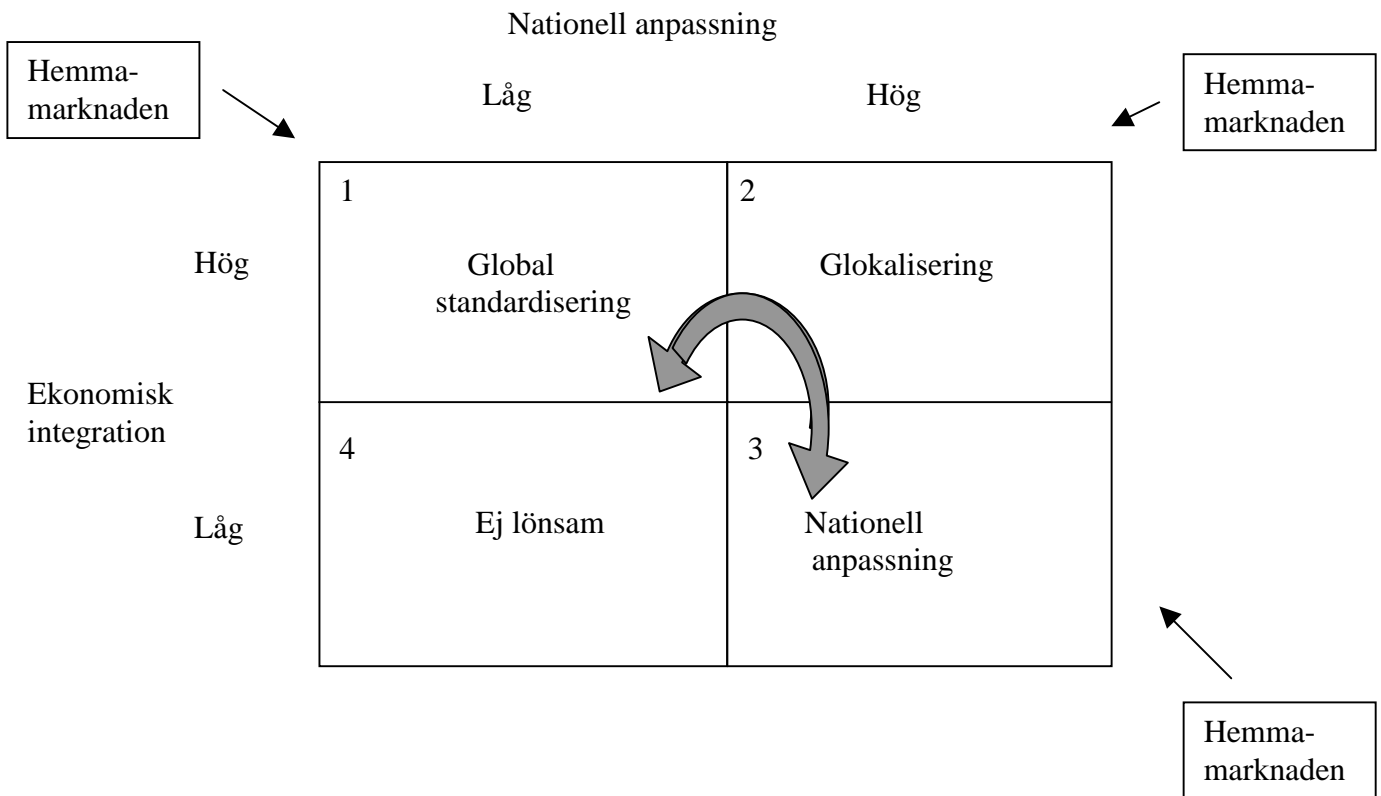 Nationell anpassning
Hemma-
marknaden
Låg
Hög
Hemma-
marknaden
1
2
Hög
Global
standardisering
Glokalisering
Ekonomisk
integration
4
3
Låg
Ej lönsam
Nationell
anpassning
Hemma-
marknaden